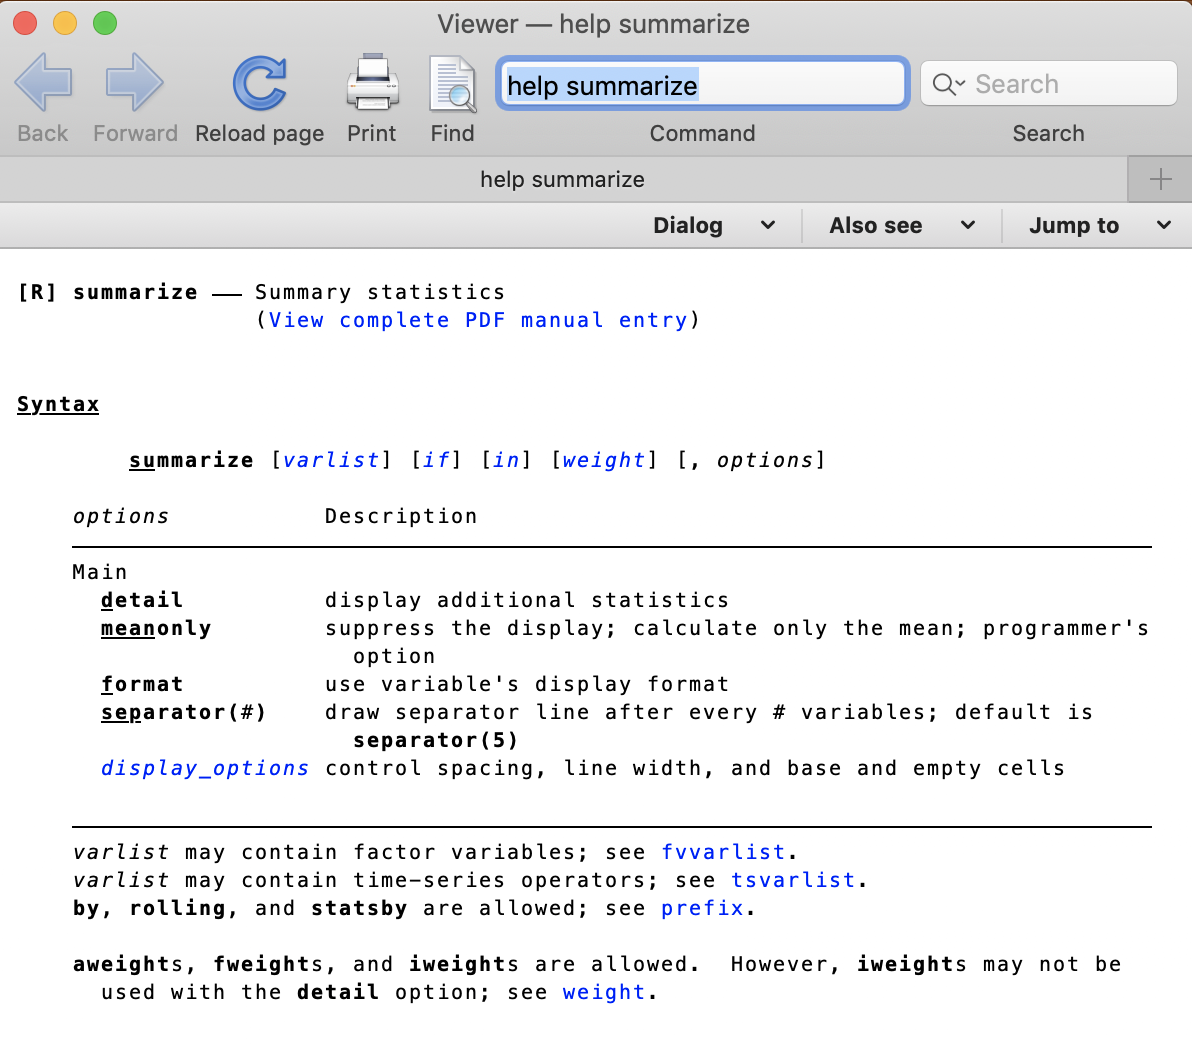 Viewer — help summarize
help summarize
Search
Back
Forward
Reload page
Print
Find
Command
Search
help summarize
Dialog
Also see
Jump to
[R] summarize — Summary statistics
(View complete PDF manual entry)
Syntax
summarize [varlist] [if] [in] [weight] [, options]
options Description
Main
detail display additional statistics
meanonly suppress the display; calculate only the mean; programmer's
option
format use variable's display format
separator(#) draw separator line after every # variables; default is
separator(5)
display_options control spacing, line width, and base and empty cells
varlist may contain factor variables; see fvvarlist.
varlist may contain time-series operators; see tsvarlist.
by, rolling, and statsby are allowed; see prefix.
aweights, fweights, and iweights are allowed.  However, iweights may not be
used with the detail option; see weight.